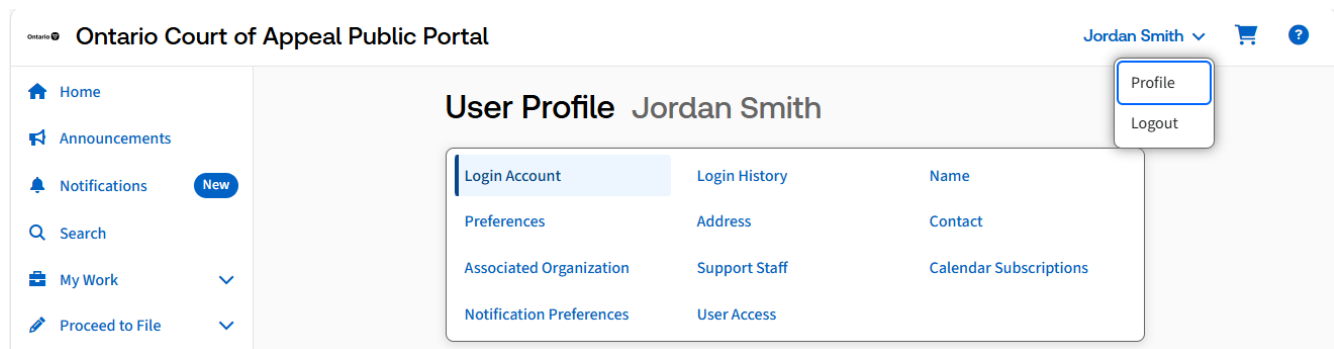 Ontario
Ontario Court of Appeal Public Portal
Jordan Smith
?
Profile
Logout
Home
Announcements
Notifications New
Search
My Work
Proceed to File
User Profile Jordan Smith
Login Account Login History Name
Preferences Address Contact
Associated Organization Support Staff Calendar Subscriptions
Notification Preferences User Access